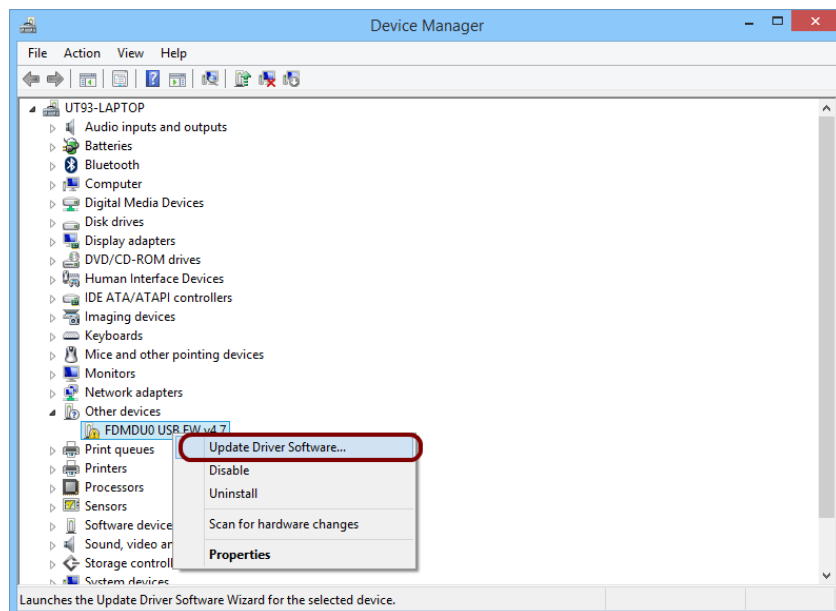 Device Manager
File Action View Help
UT93-LAPTOP
Audio inputs and outputs
Batteries
Bluetooth
Computer
Digital Media Devices
Disk drives
Display adapters
DVD/CD-ROM drives
Human Interface Devices
IDE ATA/ATAPI controllers
Imaging devices
Keyboards
Mice and other pointing devices
Monitors
Network adapters
Other devices
FDMDU0 USB FW v4.7
Print queues
Printers
Processors
Sensors
Software device
Sound, video ar
Storage controll
System devices
Update Driver Software...
Disable
Uninstall
Scan for hardware changes
Properties
Launches the Update Driver Software Wizard for the selected device.